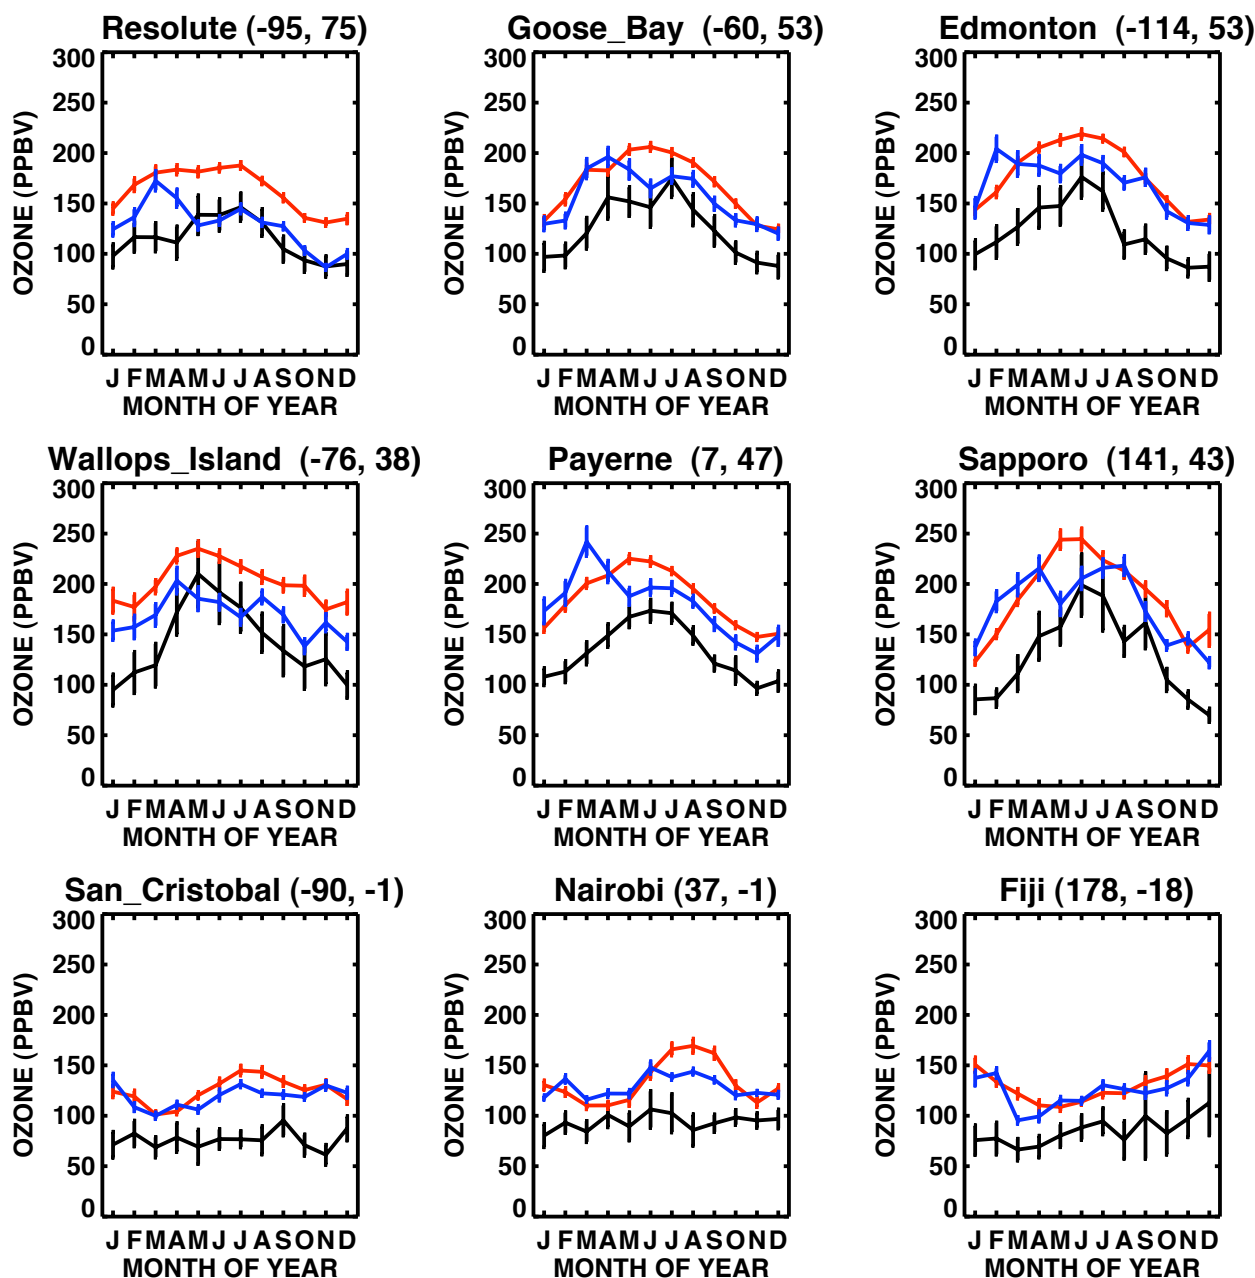 Resolute (-95, 75)
300
250
200
150
100
50
0
OZONE (PPBV)
J F M A M J J A S O N D
MONTH OF YEAR
Goose_Bay (-60, 53)
300
250
200
150
100
50
0
OZONE (PPBV)
J F M A M J J A S O N D
MONTH OF YEAR
Edmonton (-114, 53)
300
250
200
150
100
50
0
OZONE (PPBV)
J F M A M J J A S O N D
MONTH OF YEAR
Wallops_Island (-76, 38)
300
250
200
150
100
50
0
OZONE (PPBV)
J F M A M J J A S O N D
MONTH OF YEAR
Payerne (7, 47)
300
250
200
150
100
50
0
OZONE (PPBV)
J F M A M J J A S O N D
MONTH OF YEAR
Sapporo (141, 43)
300
250
200
150
100
50
0
OZONE (PPBV)
J F M A M J J A S O N D
MONTH OF YEAR
San_Cristobal (-90, -1)
300
250
200
150
100
50
0
OZONE (PPBV)
J F M A M J J A S O N D
MONTH OF YEAR
Nairobi (37, -1)
300
250
200
150
100
50
0
OZONE (PPBV)
J F M A M J J A S O N D
MONTH OF YEAR
Fiji (178, -18)
300
250
200
150
100
50
0
OZONE (PPBV)
J F M A M J J A S O N D
MONTH OF YEAR